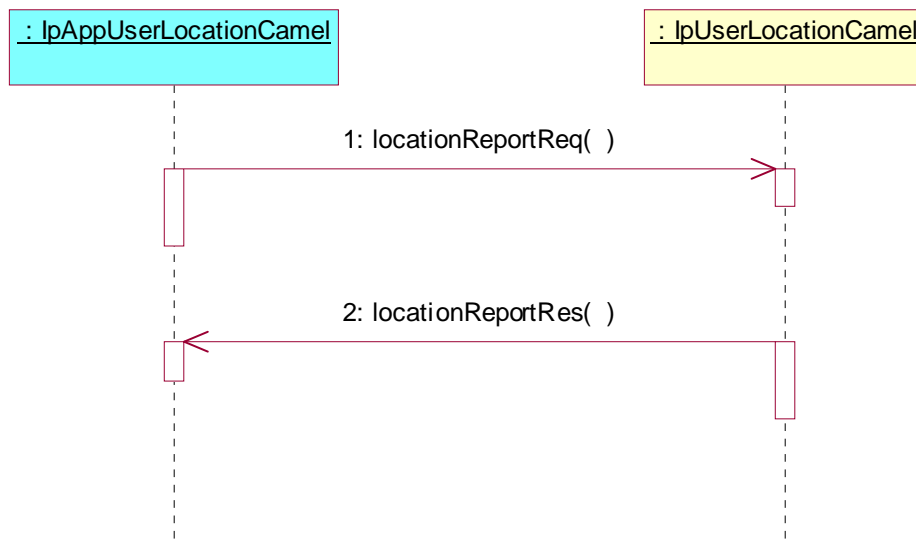 : IpAppUserLocationCamel
: IpUserLocationCamel
1: locationReportReq( )
2: locationReportRes( )